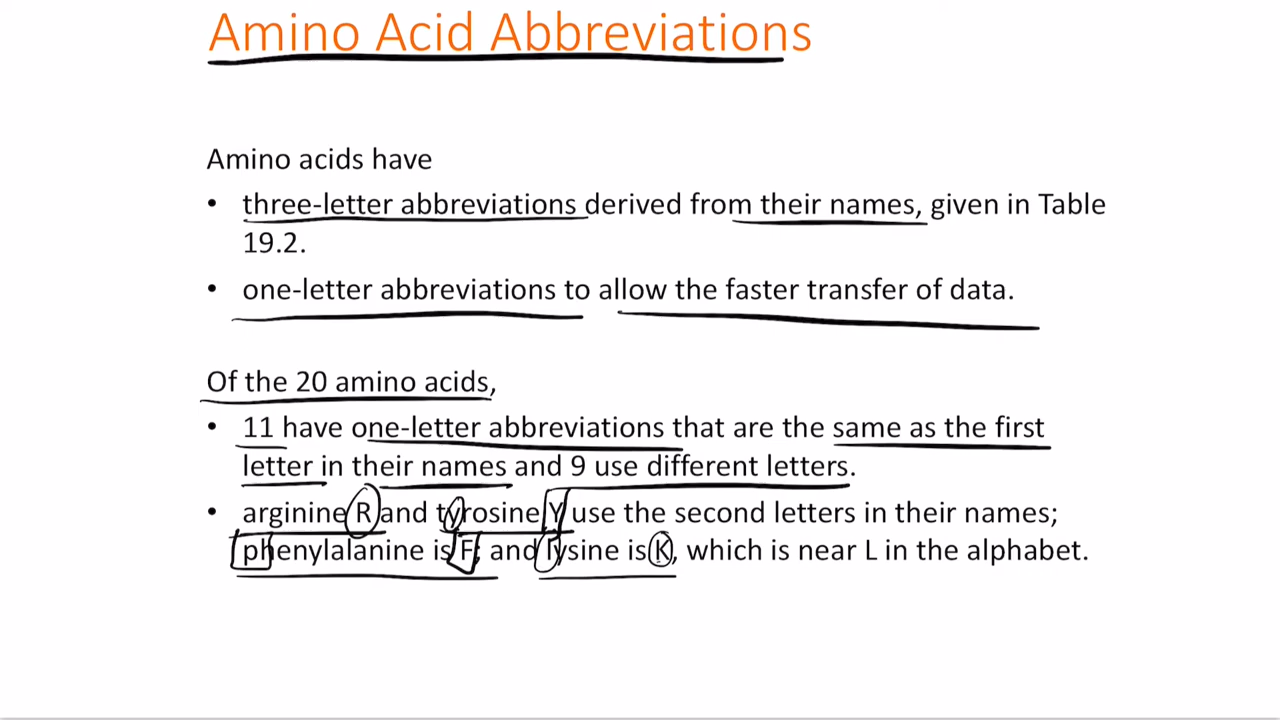 Amino Acid Abbreviations
Amino acids have
• three-letter abbreviations derived from their names, given in Table
19.2.
• one-letter abbreviations to allow the faster transfer of data.
Of the 20 amino acids,
• 11 have one-letter abbreviations that are the same as the first
letter in their names and 9 use different letters.
• arginine R and tyrosine Y use the second letters in their names;
phenylalanine is F; and lysine is K, which is near L in the alphabet.